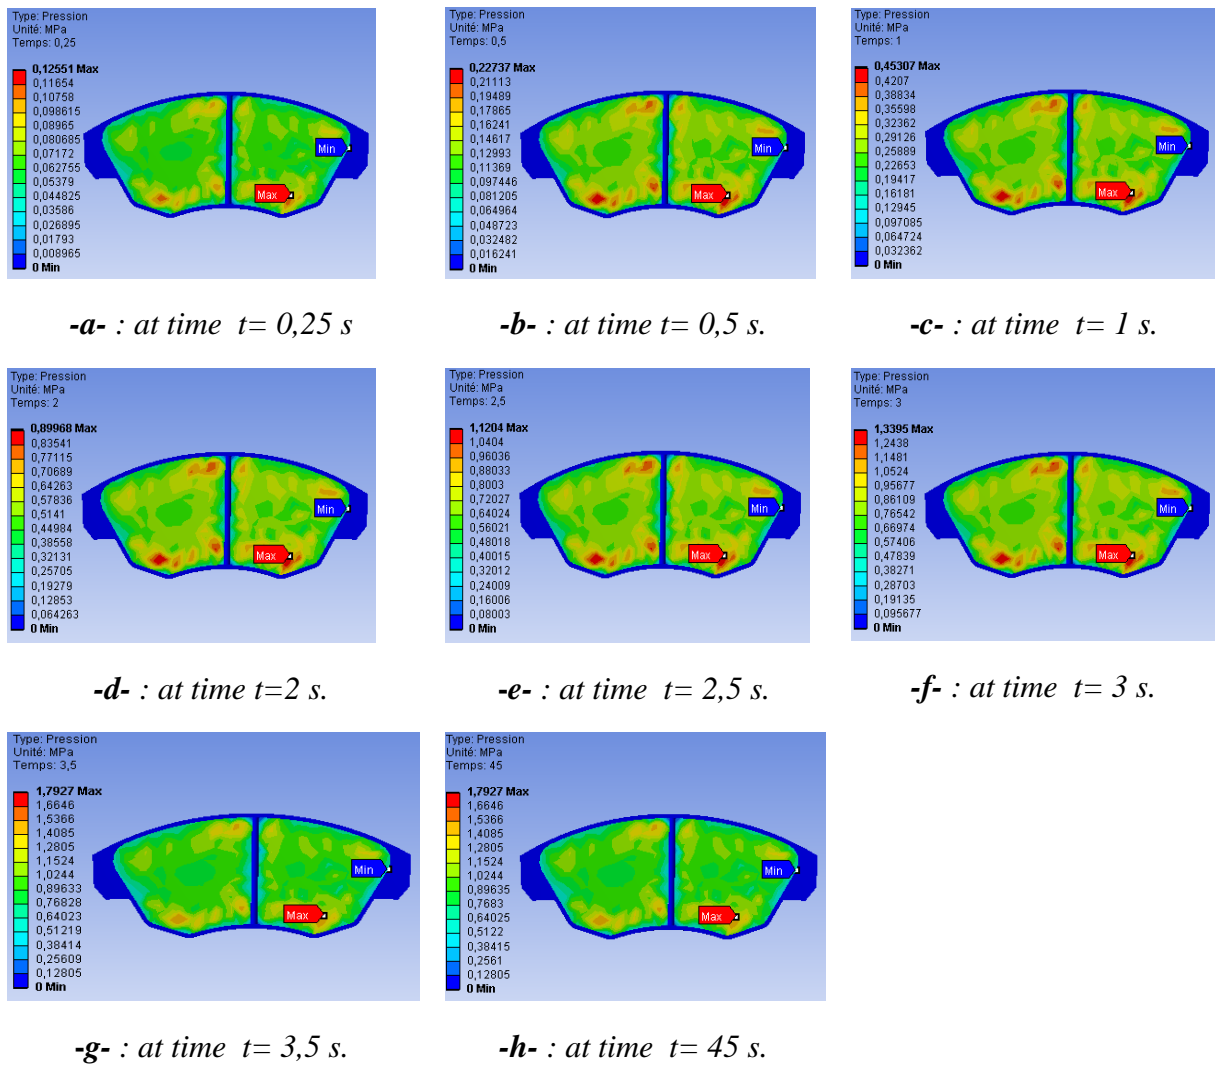 Type: Pression
Unité: MPa
Temps: 0,25
0,12551 Max
0,11654
0,10758
0,098615
0,08965
0,080685
0,07172
0,062755
0,05379
0,044825
0,03586
0,026895
0,01793
0,008965
0 Min
Min
Max
-a- : at time t= 0,25 s
Type: Pression
Unité: MPa
Temps: 0,5
0,22737 Max
0,21113
0,19489
0,17865
0,16241
0,14617
0,12993
0,11369
0,097446
0,081205
0,064964
0,048723
0,032482
0,016241
0 Min
Min
Max
-b- : at time t= 0,5 s.
Type: Pression
Unité: MPa
Temps: 1
0,45307 Max
0,4207
0,38834
0,35598
0,32362
0,29126
0,25889
0,22653
0,19417
0,16181
0,12945
0,097085
0,064724
0,032362
0 Min
Min
Max
-c- : at time t= 1 s.
Type: Pression
Unité: MPa
Temps: 2
0,89968 Max
0,83541
0,77115
0,70689
0,64263
0,57836
0,5141
0,44984
0,38558
0,32131
0,25705
0,19279
0,12853
0,064263
0 Min
Min
Max
-d- : at time t=2 s.
Type: Pression
Unité: MPa
Temps: 2,5
1,1204 Max
1,0404
0,96036
0,88033
0,8003
0,72027
0,64024
0,56021
0,48018
0,40015
0,32012
0,24009
0,16006
0,08003
0 Min
Min
Max
-e- : at time t= 2,5 s.
Type: Pression
Unité: MPa
Temps: 3
1,3395 Max
1,2438
1,1481
1,0524
0,95677
0,86109
0,76542
0,66974
0,57406
0,47839
0,38271
0,28703
0,19135
0,095677
0 Min
Min
Max
-f- : at time t= 3 s.
Type: Pression
Unité: MPa
Temps: 3,5
1,7927 Max
1,6646
1,5366
1,4085
1,2805
1,1524
1,0244
0,89633
0,76828
0,64023
0,51219
0,38414
0,25609
0,12805
0 Min
Min
Max
-g- : at time t= 3,5 s.
Type: Pression
Unité: MPa
Temps: 45
1,7927 Max
1,6646
1,5366
1,4085
1,2805
1,1524
1,0244
0,89635
0,7683
0,64025
0,5122
0,38415
0,2561
0,12805
0 Min
Min
Max
-h- : at time t= 45 s.